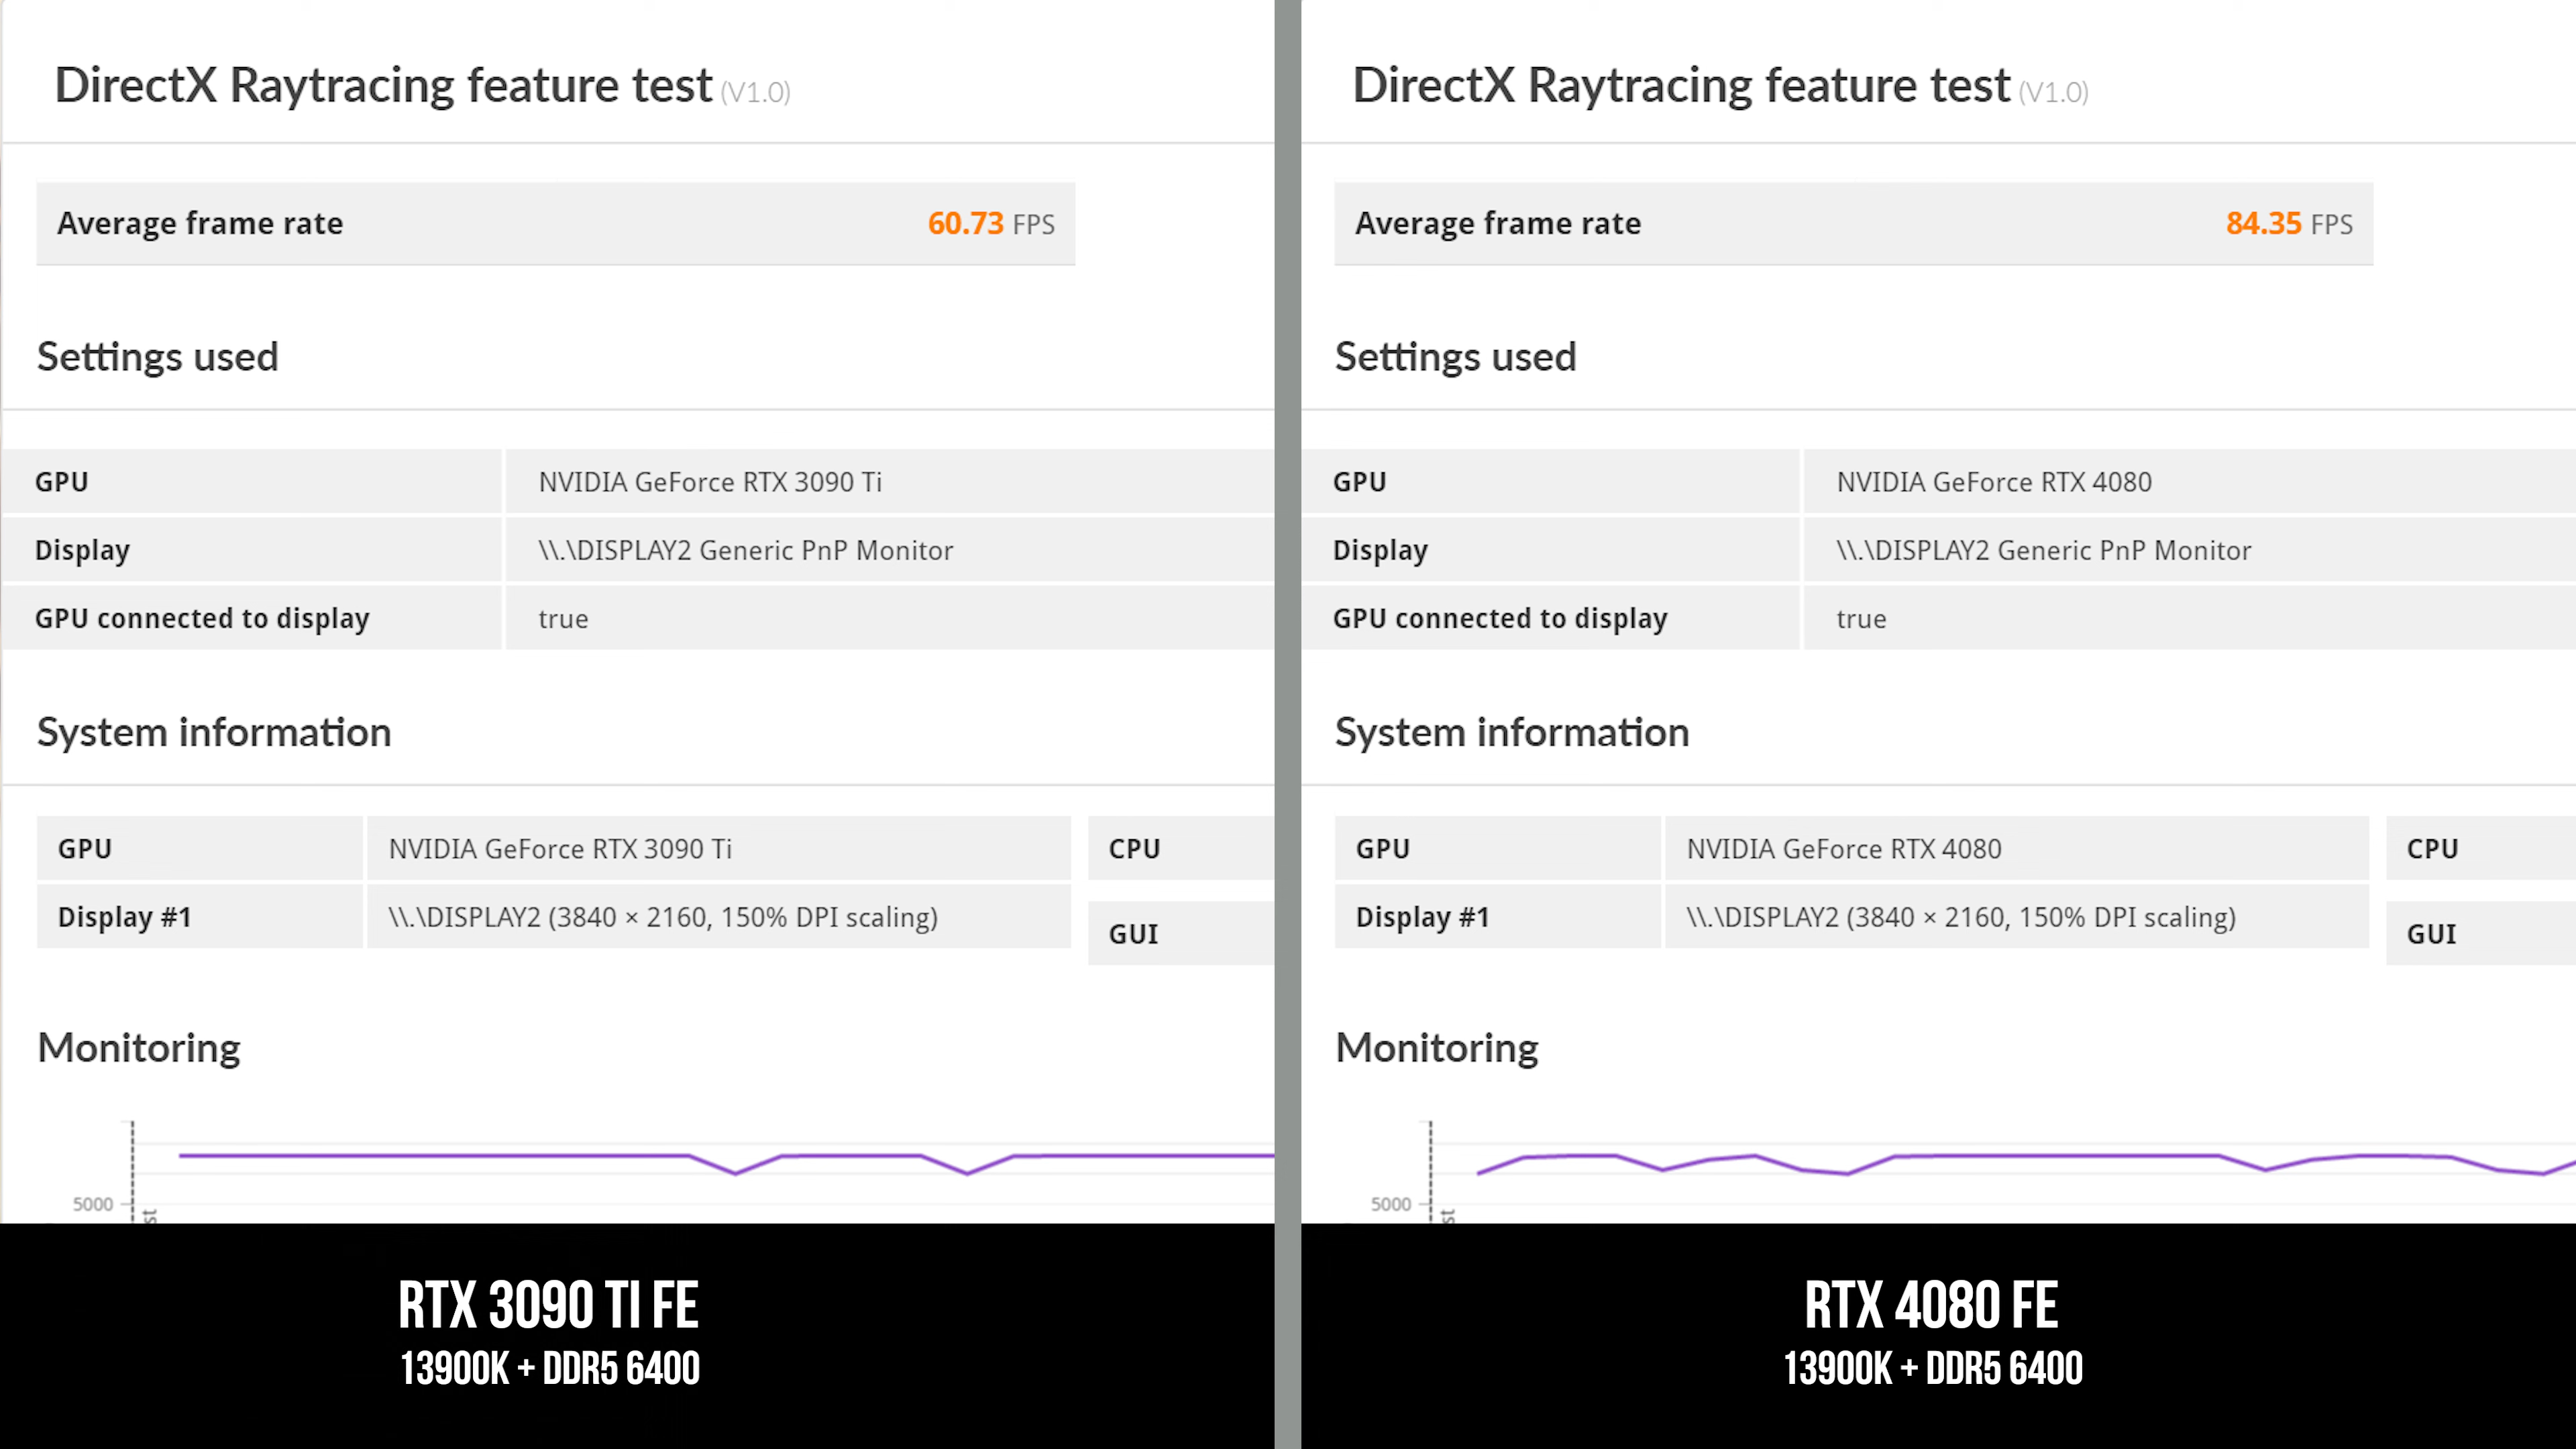 DirectX Raytracing feature test (V1.0)
Average frame rate 60.73 FPS
Settings used
GPU NVIDIA GeForce RTX 3090 Ti
Display \\.\DISPLAY2 Generic PnP Monitor
GPU connected to display true
System information
GPU NVIDIA GeForce RTX 3090 Ti CPU
Display #1 \\.\DISPLAY2 (3840 × 2160, 150% DPI scaling) GUI
Monitoring
5000
RTX 3090 TI FE
13900K + DDR5 6400
DirectX Raytracing feature test (V1.0)
Average frame rate 84.35 FPS
Settings used
GPU NVIDIA GeForce RTX 4080
Display \\.\DISPLAY2 Generic PnP Monitor
GPU connected to display true
System information
GPU NVIDIA GeForce RTX 4080 CPU
Display #1 \\.\DISPLAY2 (3840 × 2160, 150% DPI scaling) GUI
Monitoring
5000
RTX 4080 FE
13900K + DDR5 6400